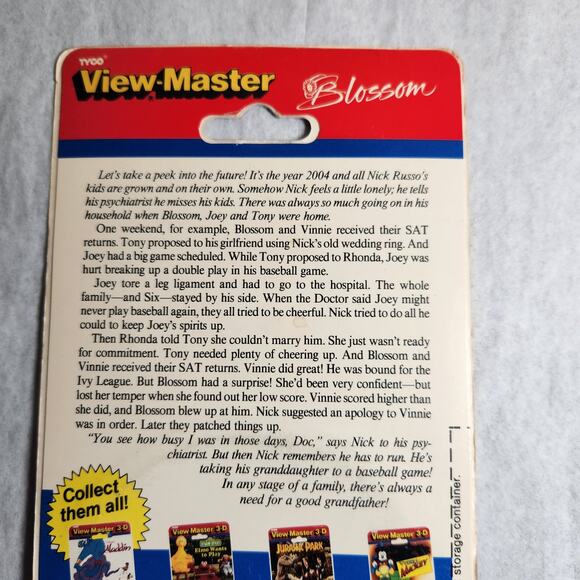 TYCO
View-Master
Blossom
Let's take a peek into the future! It's the year 2004 and all Nick Russo's
kids are grown and on their own. Somehow Nick feels a little lonely; he tells
his psychiatrist he misses his kids. There was always so much going on in his
household when Blossom, Joey and Tony were home.
One weekend, for example, Blossom and Vinnie received their SAT
returns. Tony proposed to his girlfriend using Nick's old wedding ring. And
Joey had a big game scheduled. While Tony proposed to Rhonda, Joey was
hurt breaking up a double play in his baseball game.
Joey tore a leg ligament and had to go to the hospital. The whole
family—and Six—stayed by his side. When the Doctor said Joey might
never play baseball again, they all tried to be cheerful. Nick tried to do all he
could to keep Joey's spirits up.
Then Rhonda told Tony she couldn't marry him. She just wasn't ready
for commitment. Tony needed plenty of cheering up. And Blossom and
Vinnie received their SAT returns. Vinnie did great! He was bound for the
Ivy League. But Blossom had a surprise! She'd been very confident—but
lost her temper when she found out her low score. Vinnie scored higher than
she did, and Blossom blew up at him. Nick suggested an apology to Vinnie
was in order. Later they patched things up.
"You see how busy I was in those days, Doc," says Nick to his psy-
chiatrist. But then Nick remembers he has to run. He's
taking his granddaughter to a baseball game!
In any stage of a family, there's always a
need for a good grandfather!
Collect
them all!
View Master 3-D
Aladdin
View Master 3-D
Elmo Wants
to Play
View Master 3-D
JURASSIC PARK
View Master 3-D
storage container.